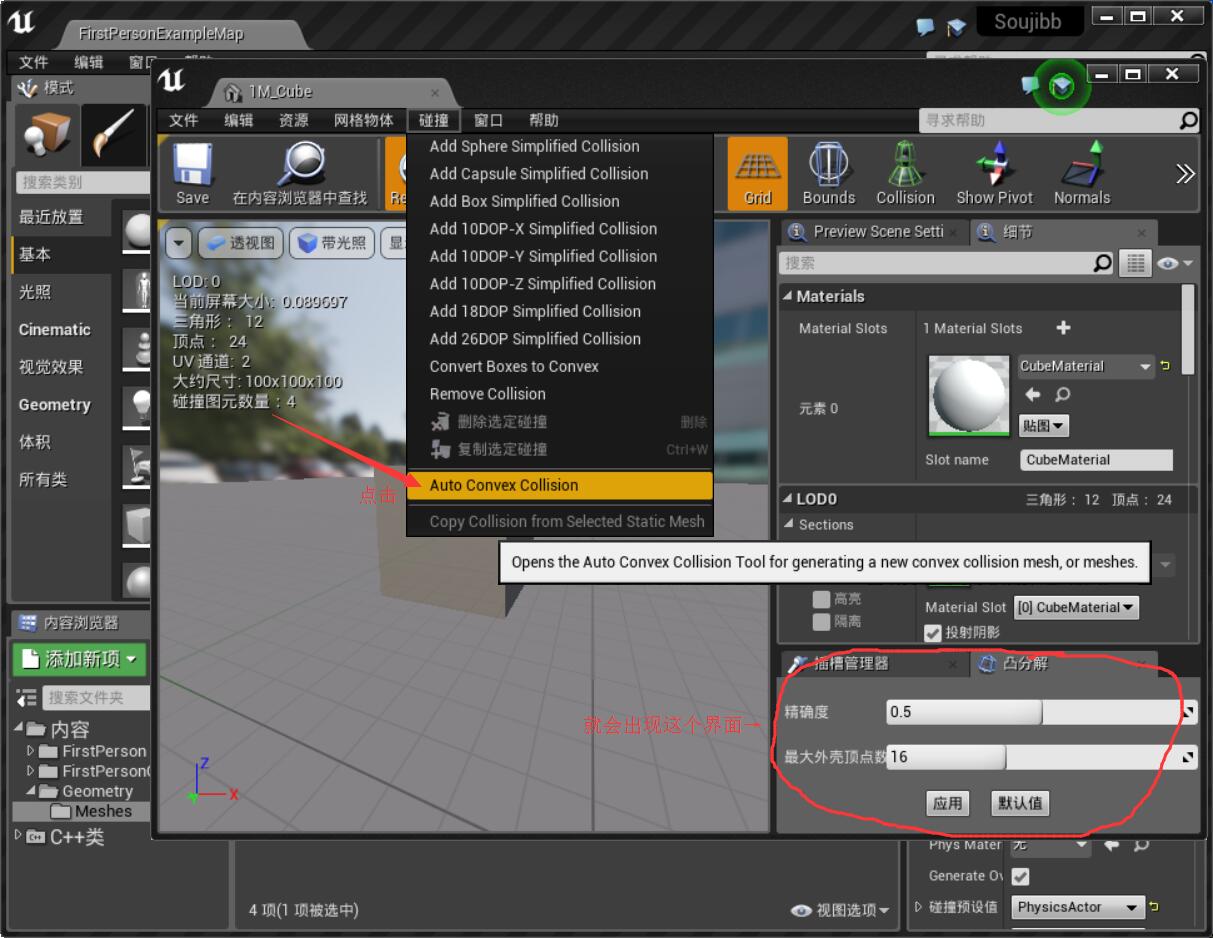 FirstPersonExampleMap
Soujibb
文件 编辑
模式
搜索类别
最近放置
基本
光照
Cinematic
视觉效果
Geometry
体积
所有类
内容浏览器
添加新项
搜索文件夹
内容
FirstPerson
Geometry
Meshes
C++类
4 项(1 项被选中)
视图选项
1M_Cube
文件 编辑 资源 网格物体 碰撞 窗口 帮助
寻求帮助
Save
在内容浏览器中查找
Grid
Bounds
Collision
Show Pivot
Normals
透视图
带光照
LOD: 0
当前屏幕大小: 0.089697
三角形： 12
顶点： 24
UV 通道: 2
大约尺寸: 100x100x100
碰撞图元数量：4
Z
X
Y
Add Sphere Simplified Collision
Add Capsule Simplified Collision
Add Box Simplified Collision
Add 10DOP-X Simplified Collision
Add 10DOP-Y Simplified Collision
Add 10DOP-Z Simplified Collision
Add 18DOP Simplified Collision
Add 26DOP Simplified Collision
Convert Boxes to Convex
Remove Collision
删除选定碰撞 删除
复制选定碰撞 Ctrl+W
点击
Auto Convex Collision
Copy Collision from Selected Static Mesh
Opens the Auto Convex Collision Tool for generating a new convex collision mesh, or meshes.
Preview Scene Setti
细节
搜索
Materials
Material Slots
1 Material Slots
元素 0
CubeMaterial
贴图
Slot name
CubeMaterial
LOD0
三角形： 12 顶点： 24
Sections
高亮
隔离
Material Slot
[0] CubeMaterial
投射阴影
插槽管理器
凸分解
就会出现这个界面→
精确度
0.5
最大外壳顶点数
16
应用
默认值
Phys Mater
无
Generate Ov
碰撞预设值
PhysicsActor